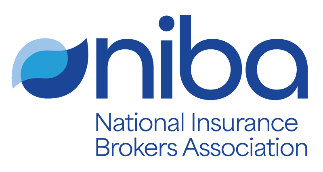 niba
National Insurance
Brokers Association